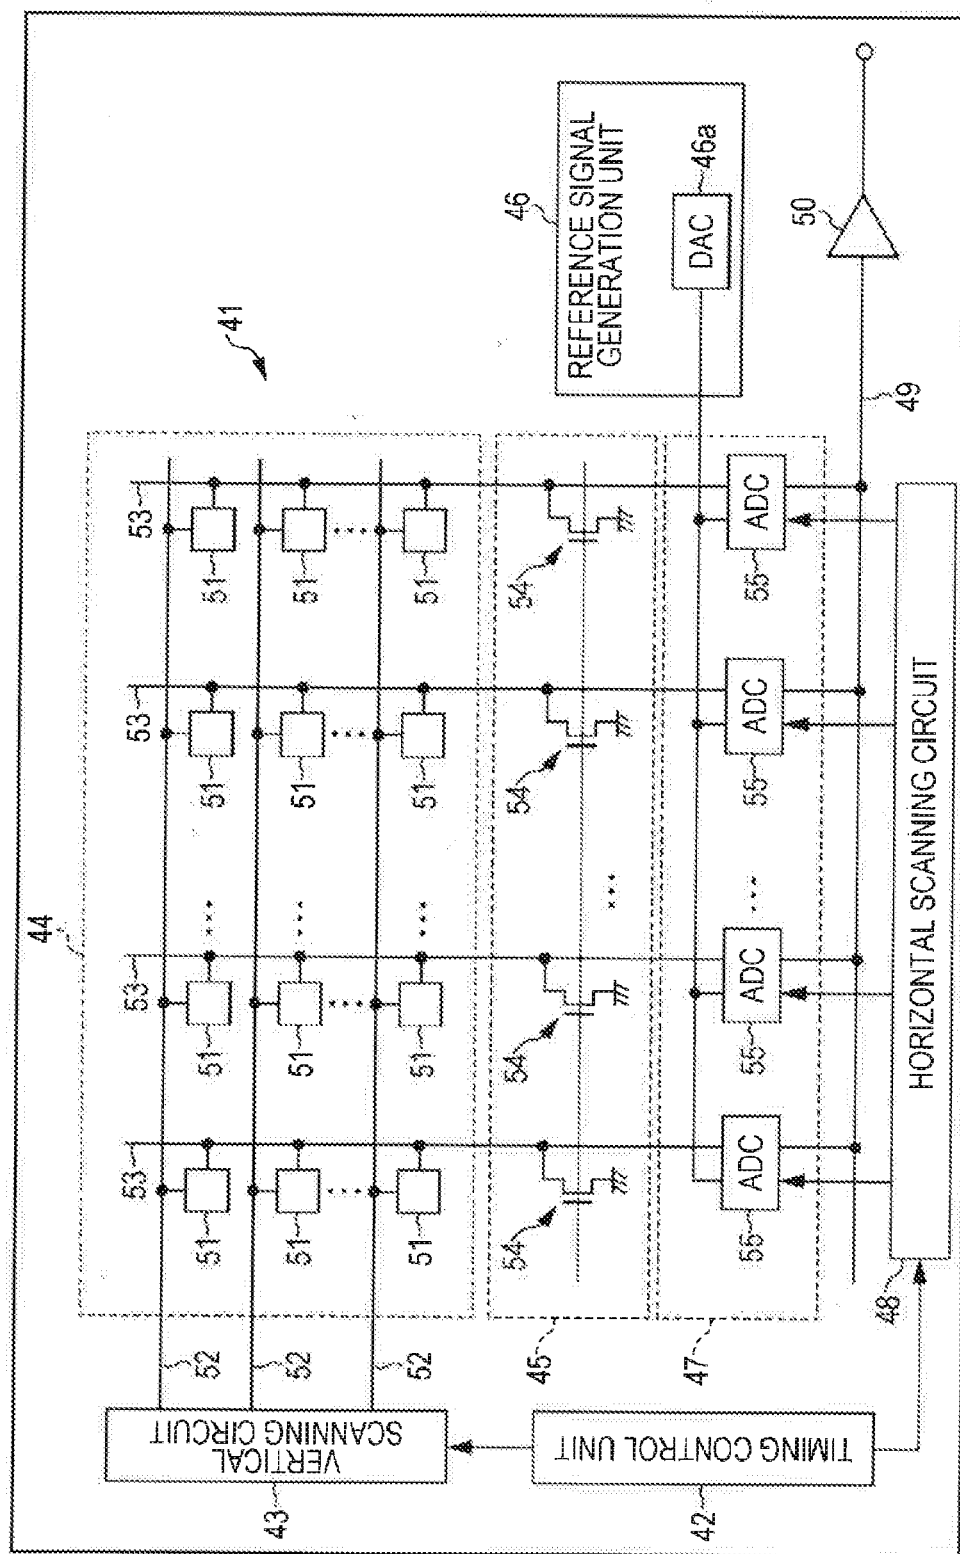 44
41
53 53 53 53
52 51 51 51 51
43
VERTICAL
SCANNING CIRCUIT
52 51 51 51 51
52 51 51 51 51
54 54 54 54
45
46
REFERENCE SIGNAL
GENERATION UNIT
46a
DAC
42
TIMING CONTROL UNIT
47
ADC ADC ADC ADC
55 55 55 55
50
49
48
HORIZONTAL SCANNING CIRCUIT